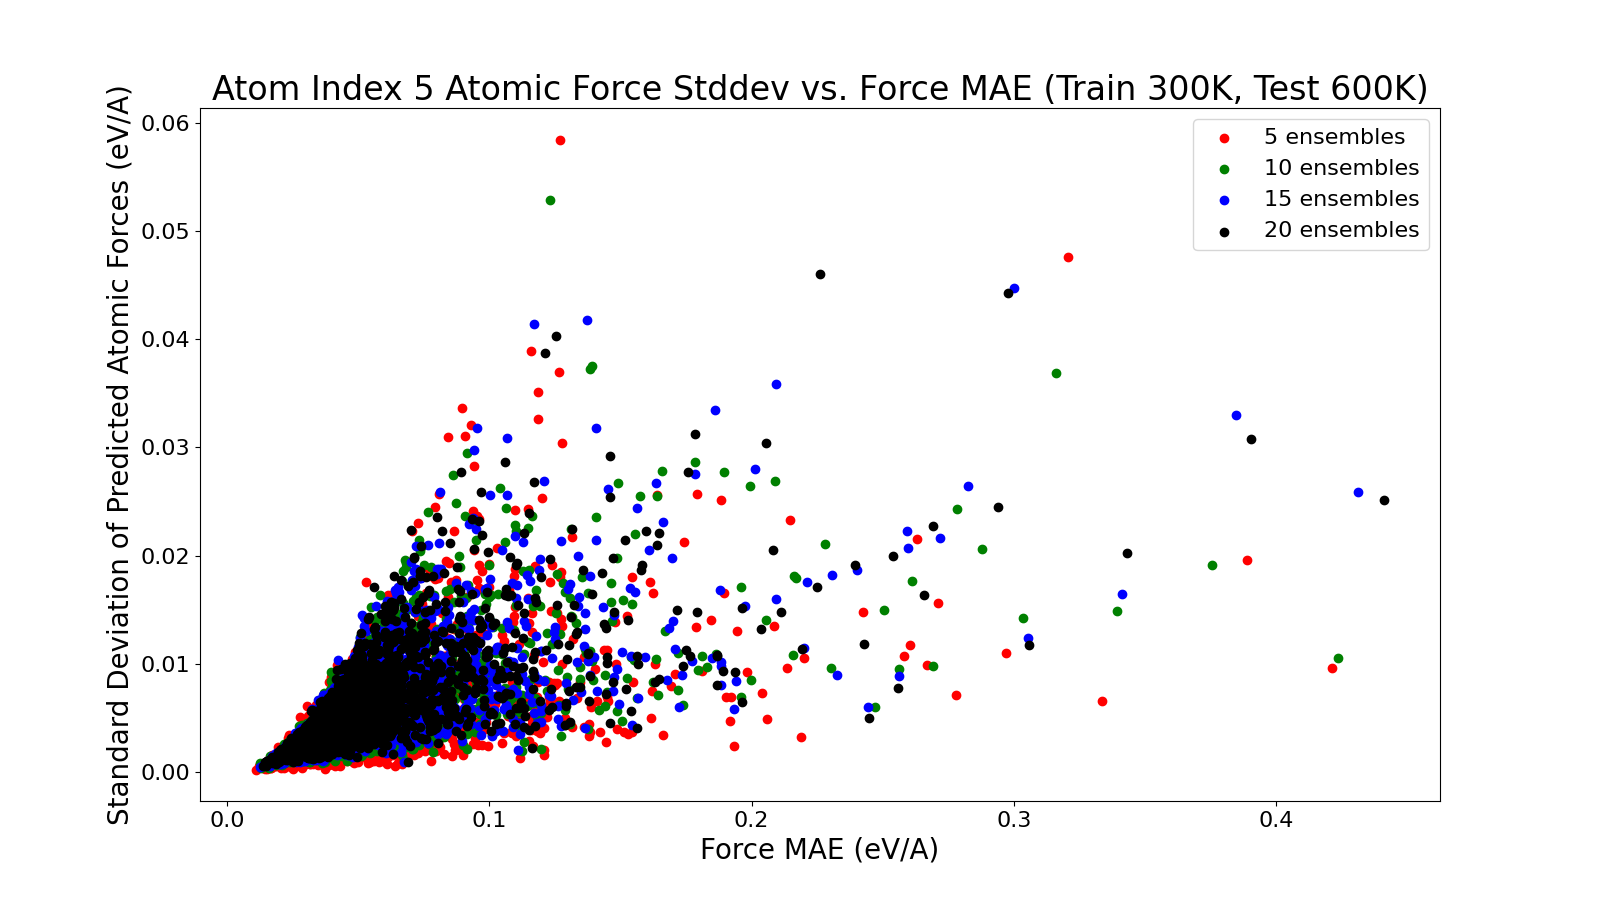 Atom Index 5 Atomic Force Stddev vs. Force MAE (Train 300K, Test 600K)
Standard Deviation of Predicted Atomic Forces (eV/A)
0.06
0.05
0.04
0.03
0.02
0.01
0.00
5 ensembles
10 ensembles
15 ensembles
20 ensembles
0.0 0.1 0.2 0.3 0.4
Force MAE (eV/A)